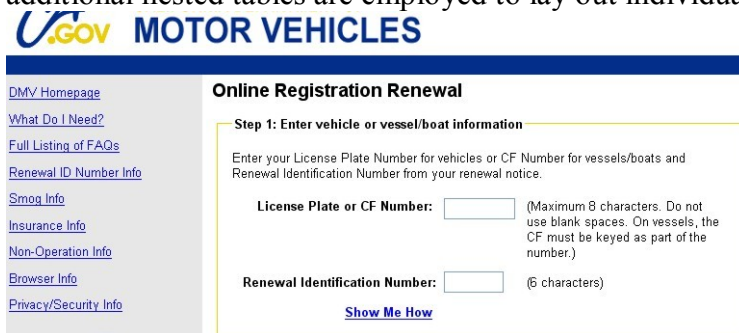 additional nested tables are employed to lay out
.GOV MOTOR VEHICLES
DMV Homepage
What Do I Need?
Full Listing of FAQs
Renewal ID Number Info
Smog Info
Insurance Info
Non-Operation Info
Browser Info
Privacy/Security Info
Online Registration Renewal
Step 1: Enter vehicle or vessel/boat information
Enter your License Plate Number for vehicles or CF Number for vessels/boats and
Renewal Identification Number from your renewal notice.
License Plate or CF Number:
(Maximum 8 characters. Do not
use blank spaces. On vessels, the
CF must be keyed as part of the
number.)
Renewal Identification Number:
(6 characters)
Show Me How